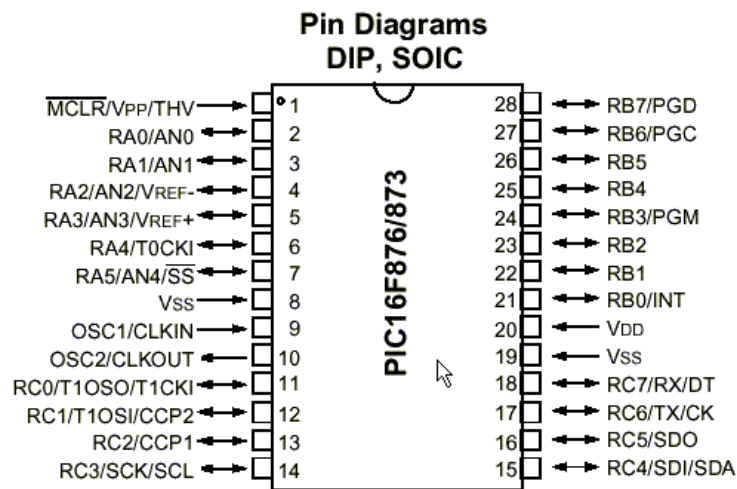 Pin Diagrams
DIP, SOIC
MCLR/VPP/THV 1 28 RB7/PGD
RA0/AN0 2 27 RB6/PGC
RA1/AN1 3 26 RB5
RA2/AN2/VREF- 4 25 RB4
RA3/AN3/VREF+ 5 24 RB3/PGM
RA4/T0CKI 6 23 RB2
RA5/AN4/SS 7 22 RB1
VSS 8 21 RB0/INT
OSC1/CLKIN 9 20 VDD
OSC2/CLKOUT 10 19 VSS
RC0/T1OSO/T1CKI 11 18 RC7/RX/DT
RC1/T1OSI/CCP2 12 17 RC6/TX/CK
RC2/CCP1 13 16 RC5/SDO
RC3/SCK/SCL 14 15 RC4/SDI/SDA
PIC16F876/873